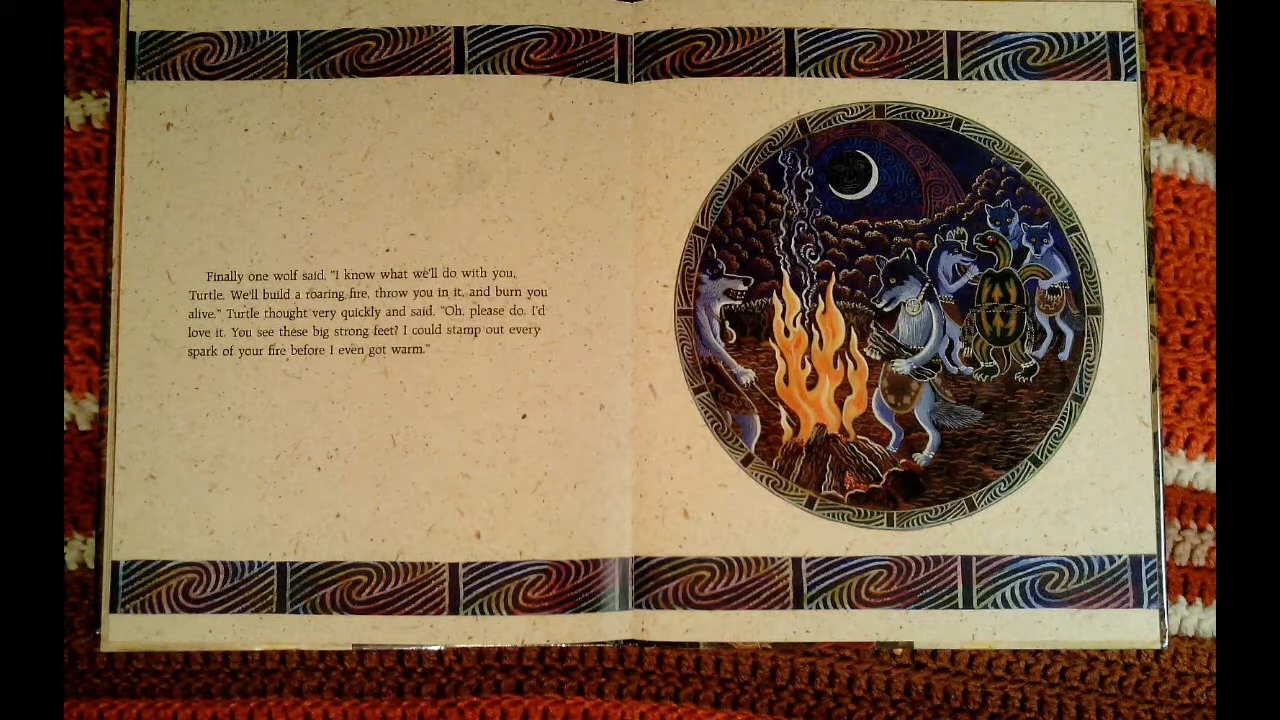 Finally one wolf said, "I know what we'll do with you,
Turtle. We'll build a roaring fire, throw you in it, and burn you
alive." Turtle thought very quickly and said, "Oh, please do. I'd
love it. You see these big strong feet? I could stamp out every
spark of your fire before I even got warm."